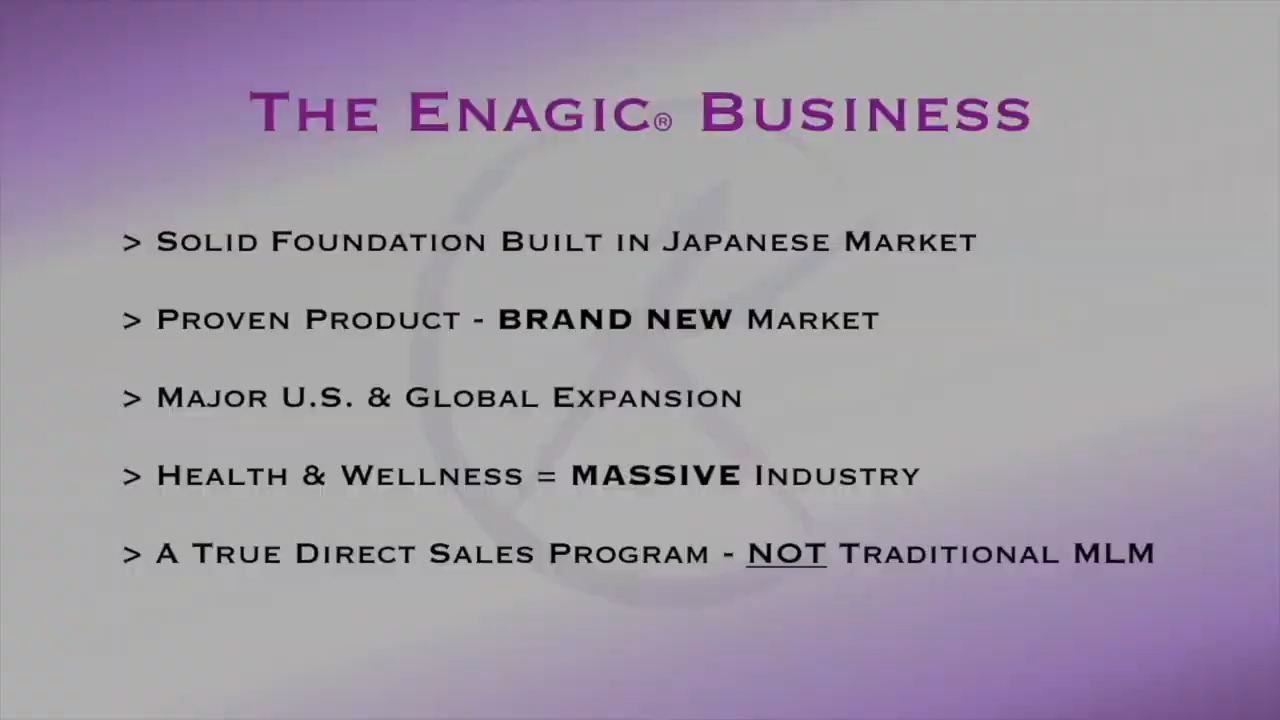 The Enagic® Business
> Solid Foundation Built in Japanese Market
> Proven Product - BRAND NEW Market
> Major U.S. & Global Expansion
> Health & Wellness = MASSIVE Industry
> A True Direct Sales Program - NOT Traditional MLM